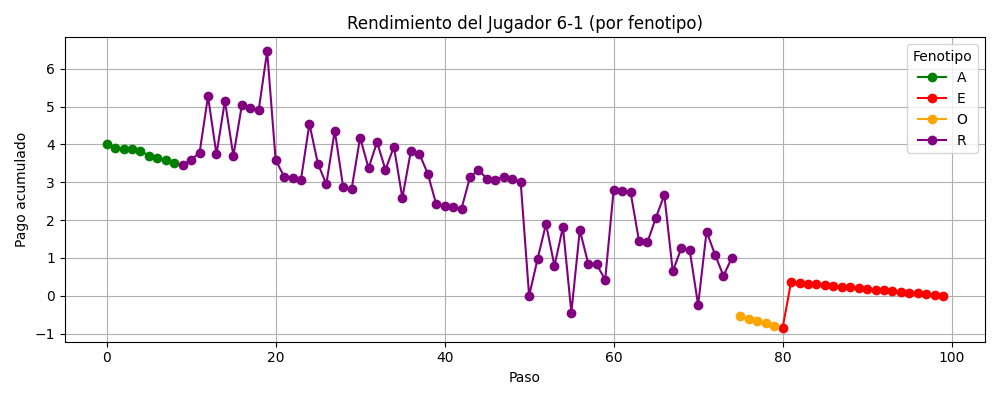 Rendimiento del Jugador 6-1 (por fenotipo)
Pago acumulado
6
5
4
3
2
1
0
−1
0
20
40
60
80
100
Paso
Fenotipo
A
E
O
R